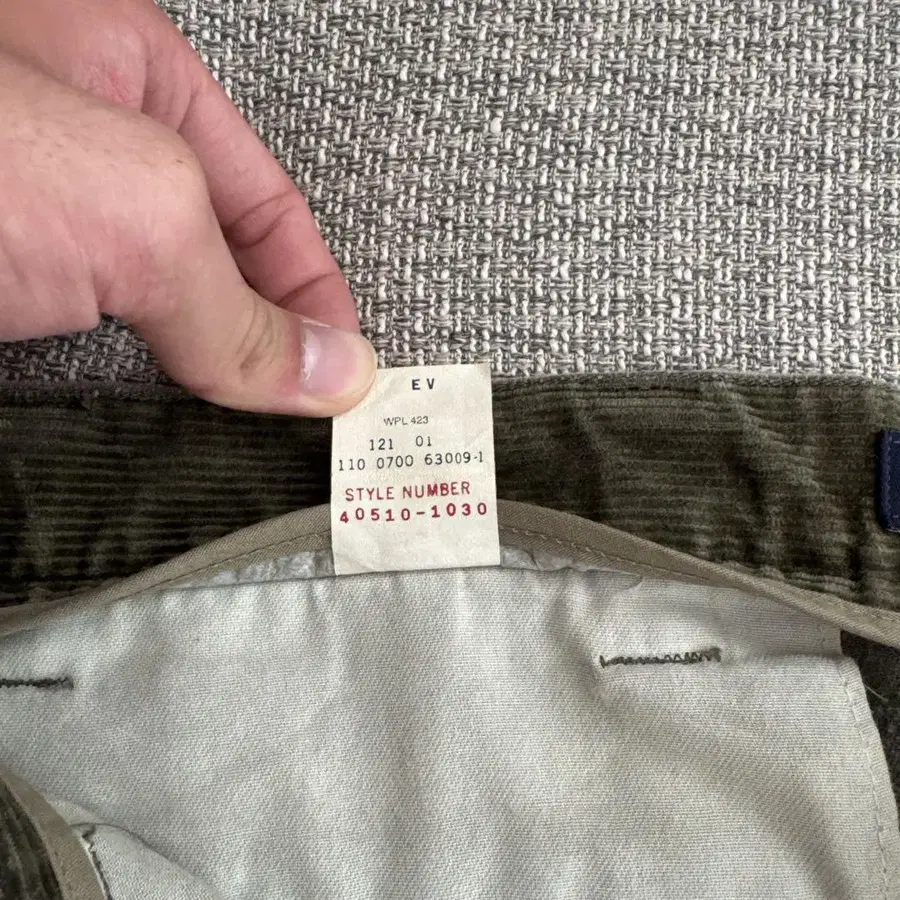 EV
WPL 423
121 01
110 0700 63009-1
STYLE NUMBER
40510-1030